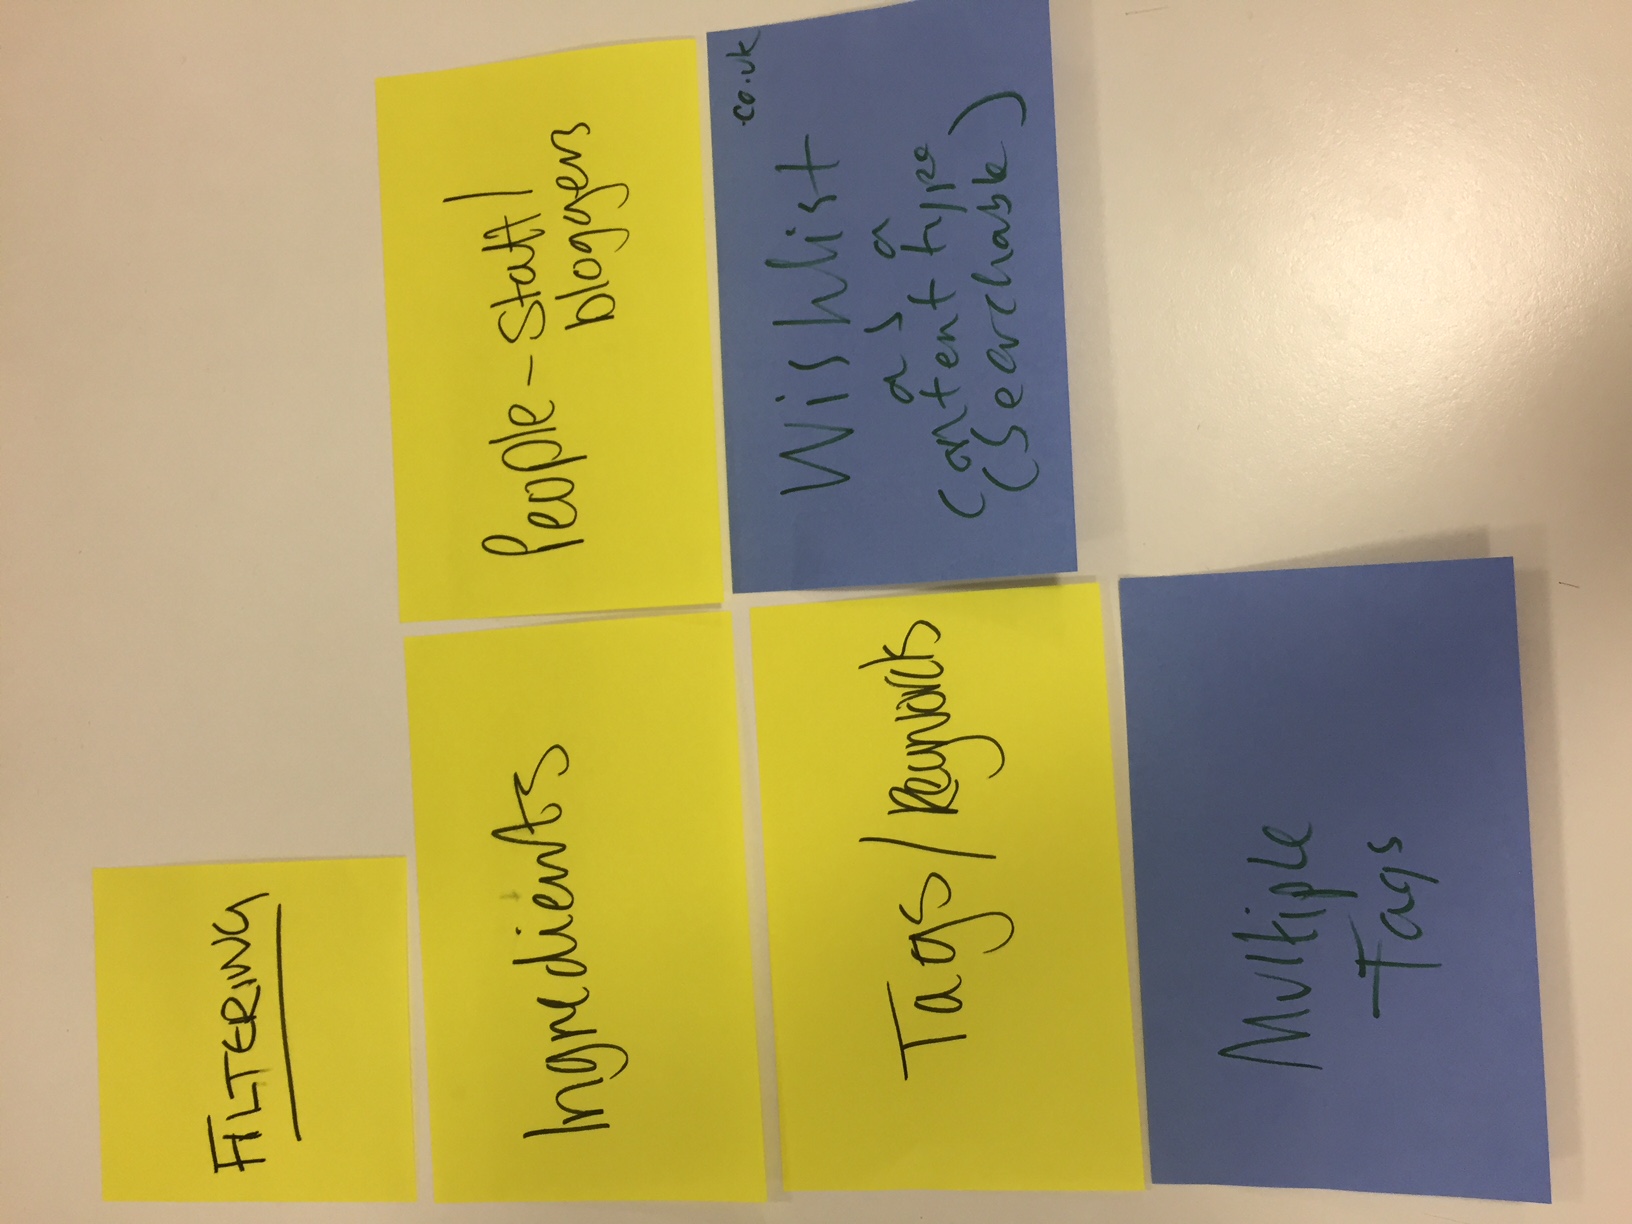 FILTERING
Ingredients
People - Staff/
bloggers
Tags/Keywords
.co.uk
Wishlist
as a
content type
(Searchable)
Multiple
Tags